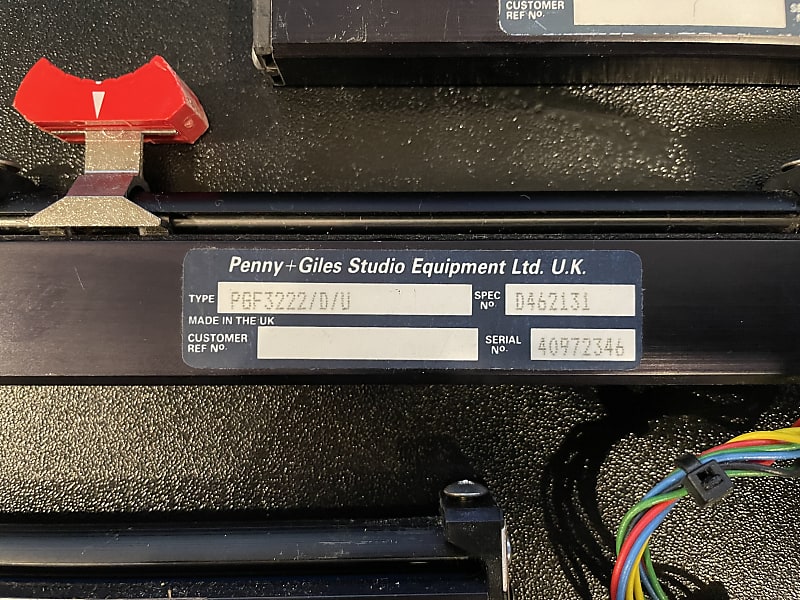 CUSTOMER
REF Nº.
Penny+Giles Studio Equipment Ltd. U.K.
TYPE PGF3222/D/U SPEC Nº. D462131
MADE IN THE UK
CUSTOMER REF Nº. SERIAL Nº. 40972346